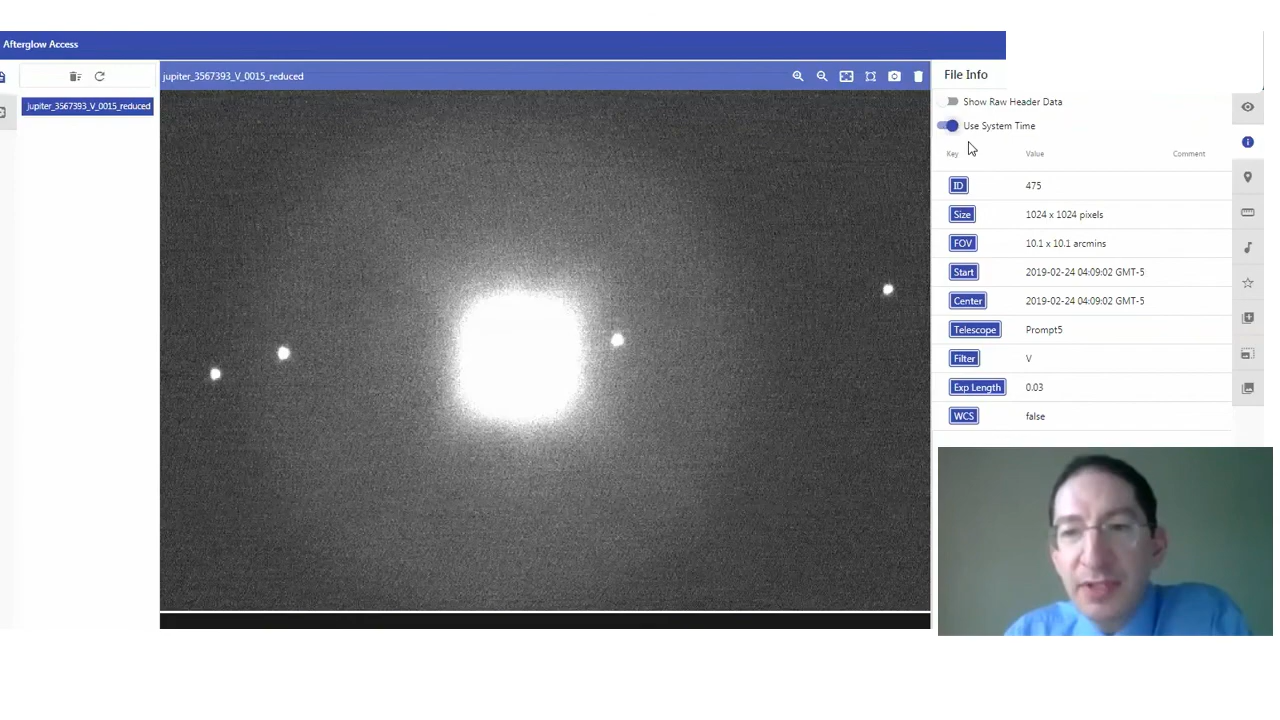 Afterglow Access
jupiter_3567393_V_0015_reduced
jupiter_3567393_V_0015_reduced
File Info
Show Raw Header Data
Use System Time
Key Value Comment
ID 475
Size 1024 x 1024 pixels
FOV 10.1 x 10.1 arcmins
Start 2019-02-24 04:09:02 GMT-5
Center 2019-02-24 04:09:02 GMT-5
Telescope Prompt5
Filter V
Exp Length 0.03
WCS false